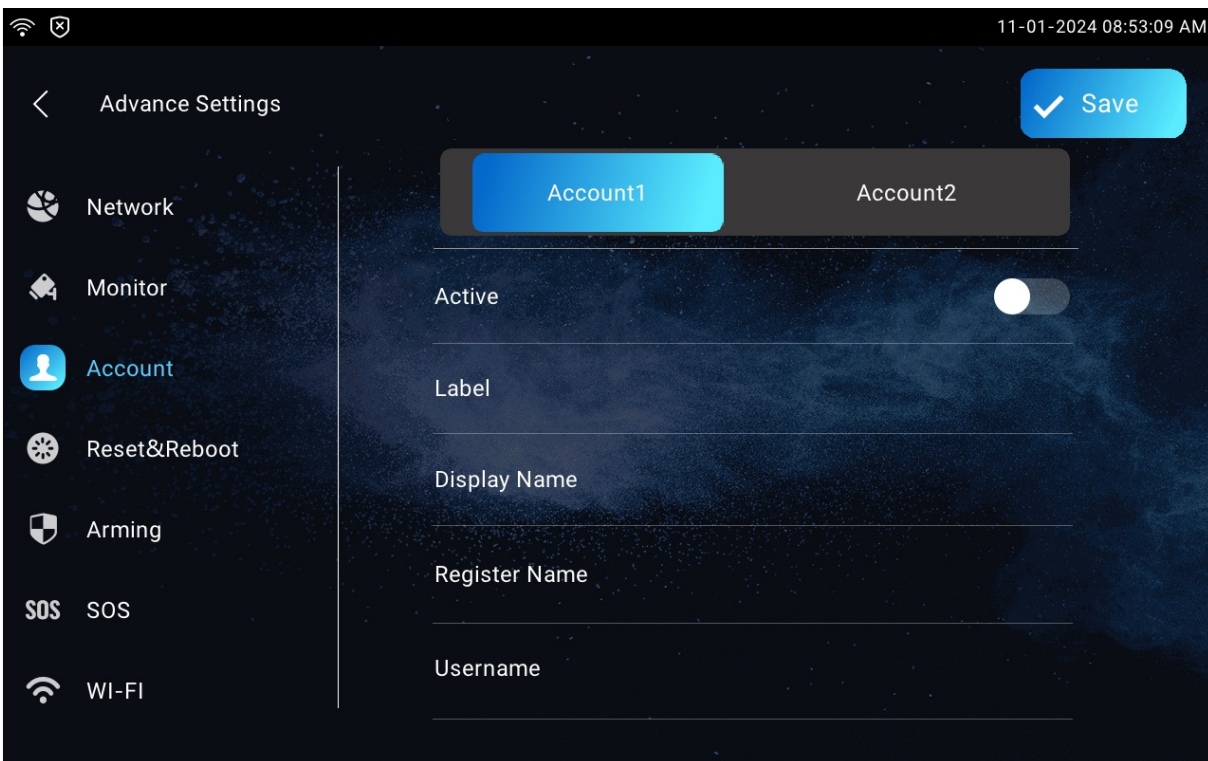 11-01-2024 08:53:09 AM
Advance Settings
Save
Network
Monitor
Account
Reset&Reboot
Arming
SOS SOS
WI-FI
Account1 Account2
Active
Label
Display Name
Register Name
Username